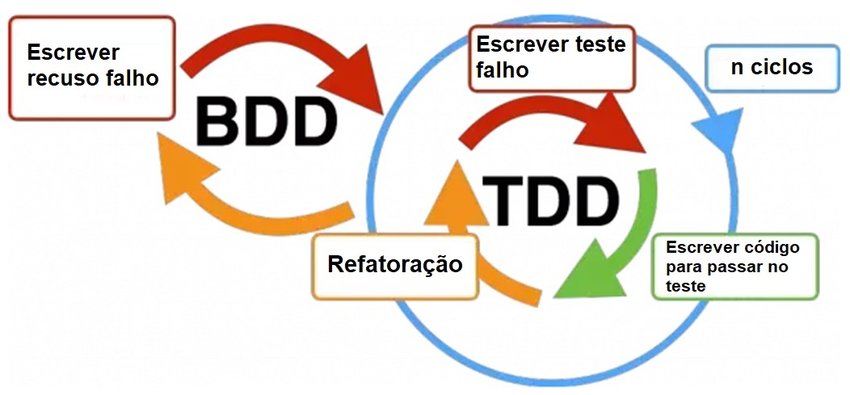 Escrever
recuso falho
BDD
Escrever teste
falho
n ciclos
TDD
Refatoração
Escrever código
para passar no
teste